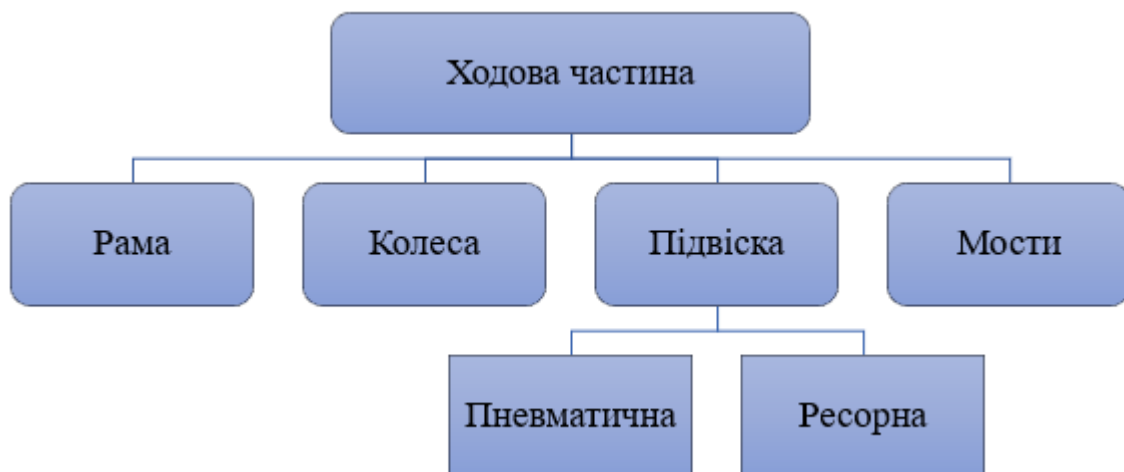 Ходова частина
Рама
Колеса
Підвіска
Мости
Пневматична
Ресорна